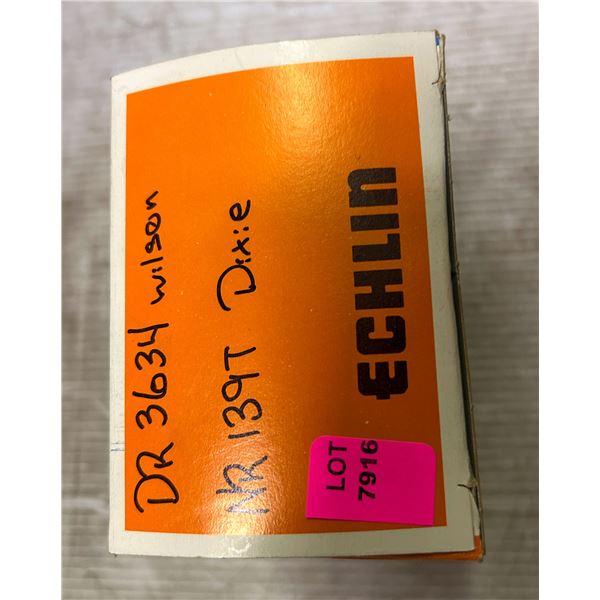 DR 3634 wilson
NR 139T Dixie
ECHLIN
LOT
7916